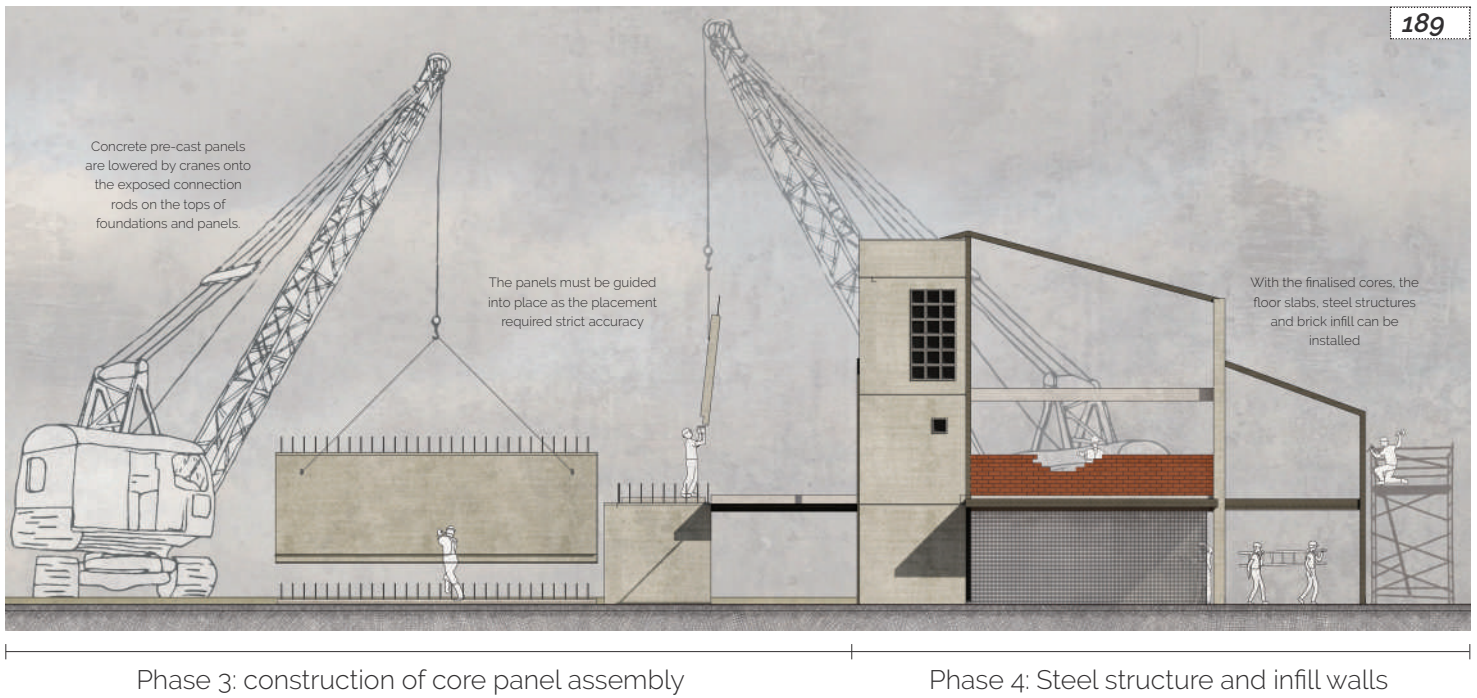 189
Concrete pre-cast panels
are lowered by cranes onto
the exposed connection
rods on the tops of
foundations and panels.
The panels must be guided
into place as the placement
required strict accuracy
With the finalised cores, the
floor slabs, steel structures
and brick infill can be
installed
Phase 3: construction of core panel assembly
Phase 4: Steel structure and infill walls